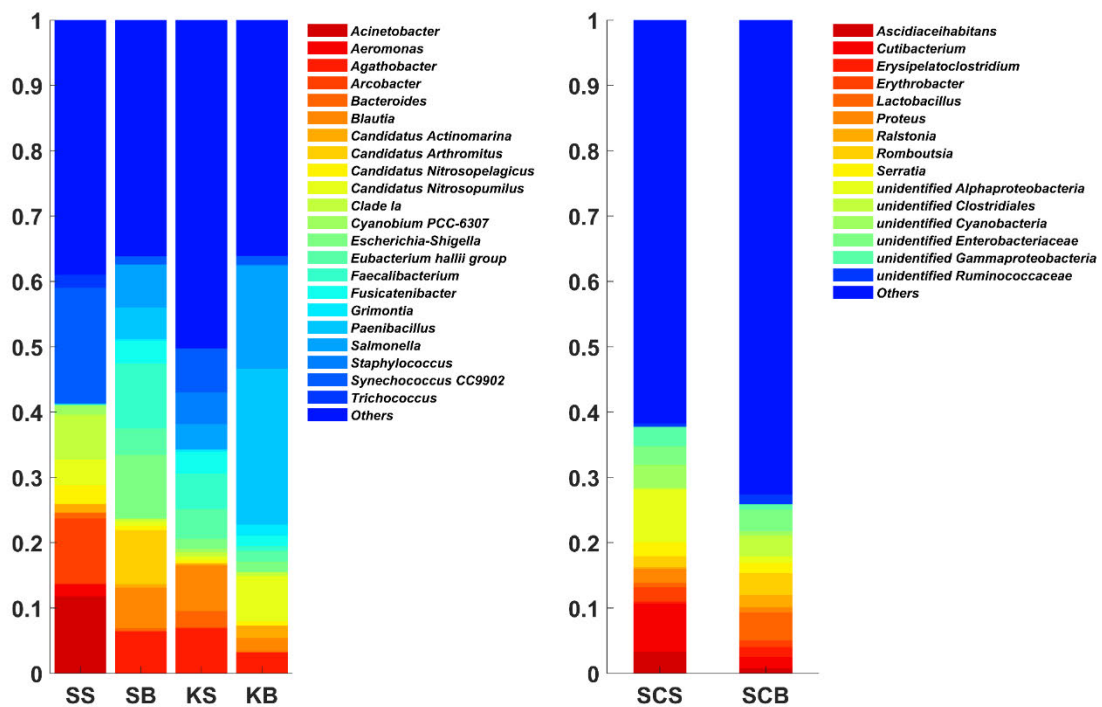 1
0.9
0.8
0.7
0.6
0.5
0.4
0.3
0.2
0.1
0
SS SB KS KB
Acinetobacter
Aeromonas
Agathobacter
Arcobacter
Bacteroides
Blautia
Candidatus Actinomarina
Candidatus Arthromitus
Candidatus Nitrosopelagicus
Candidatus Nitrosopumilus
Clade Ia
Cyanobium PCC-6307
Escherichia-Shigella
Eubacterium hallii group
Faecalibacterium
Fusicatenibacter
Grimontia
Paenibacillus
Salmonella
Staphylococcus
Synechococcus CC9902
Trichococcus
Others
1
0.9
0.8
0.7
0.6
0.5
0.4
0.3
0.2
0.1
0
SCS SCB
Ascidiaceihabitans
Cutibacterium
Erysipelatoclostridium
Erythrobacter
Lactobacillus
Proteus
Ralstonia
Romboutsia
Serratia
unidentified Alphaproteobacteria
unidentified Clostridiales
unidentified Cyanobacteria
unidentified Enterobacteriaceae
unidentified Gammaproteobacteria
unidentified Ruminococcaceae
Others